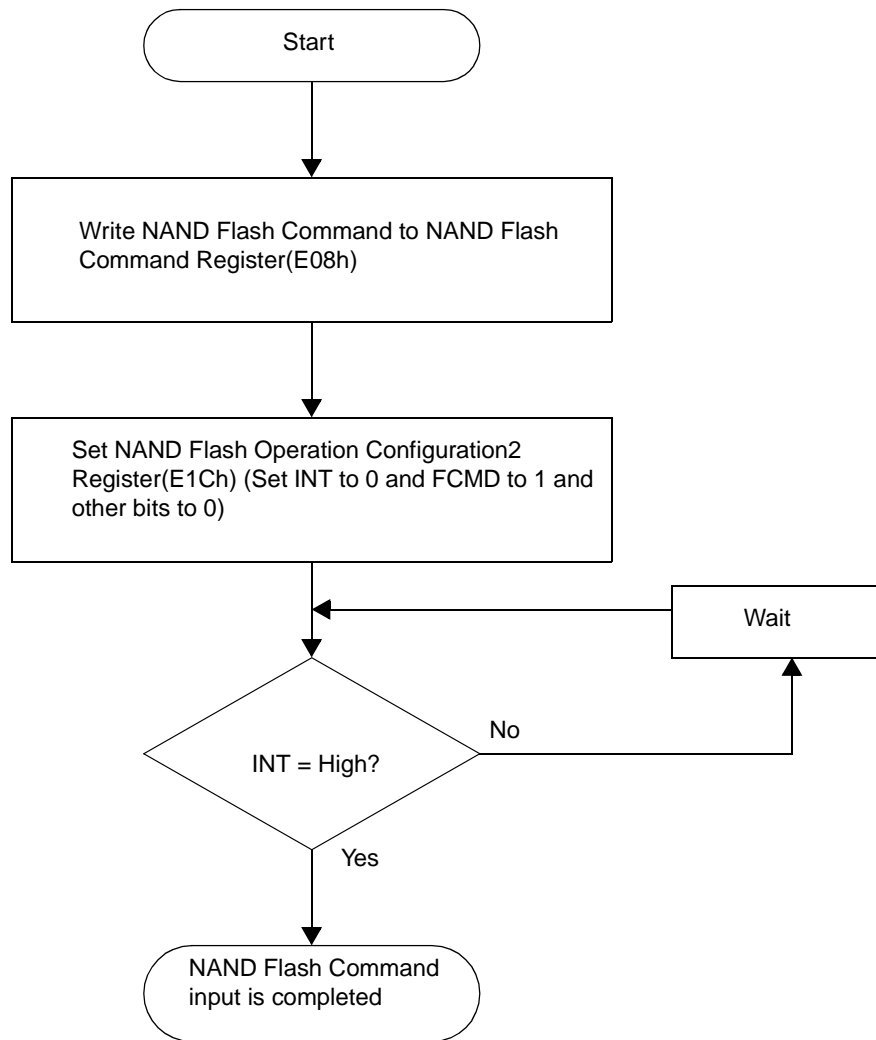 Start
Write NAND Flash Command to NAND Flash
Command Register(E08h)
Set NAND Flash Operation Configuration2
Register(E1Ch) (Set INT to 0 and FCMD to 1 and
other bits to 0)
Wait
No
INT = High?
Yes
NAND Flash Command
input is completed